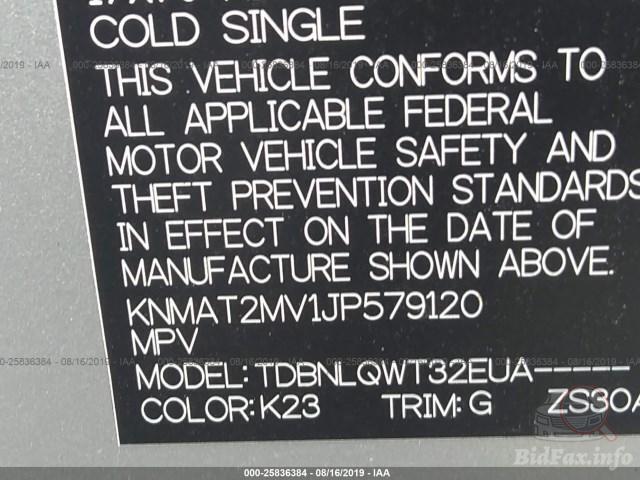 COLD SINGLE
THIS VEHICLE CONFORMS TO
ALL APPLICABLE FEDERAL
MOTOR VEHICLE SAFETY AND
THEFT PREVENTION STANDARDS
IN EFFECT ON THE DATE OF
MANUFACTURE SHOWN ABOVE.
KNMAT2MV1JP579120
MPV
MODEL: TDBNLQWT32EUA-----
COLOR: K23 TRIM: G ZS30A
000-25836384 - 08/16/2019 - IAA
BidFax.info